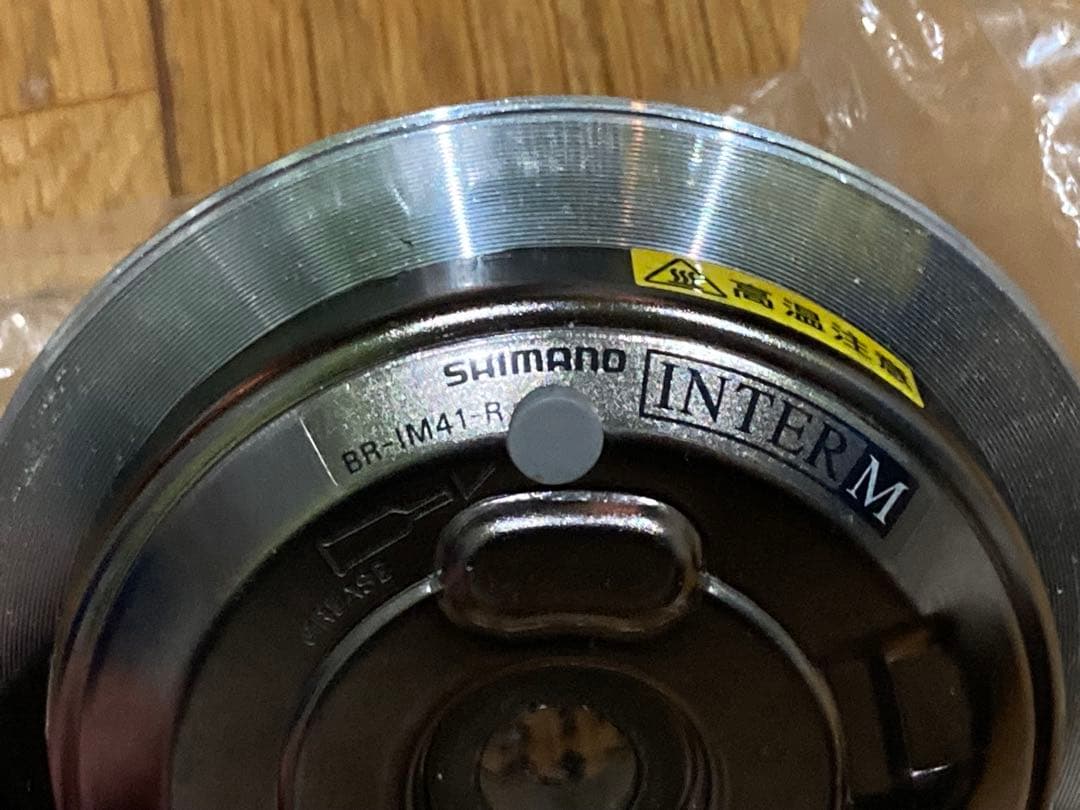 高温注意
SHIMANO
INTER M
BR-IM41-R
GREASE